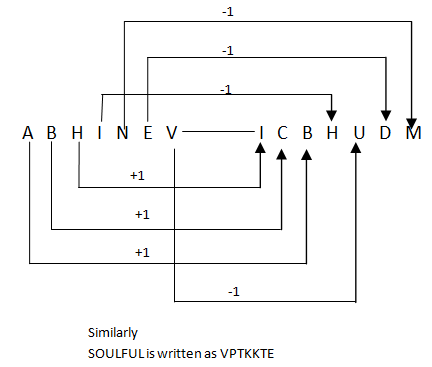 -1
-1
-1
A B H I N E V I C B H U D M
+1
+1
+1
-1
Similarly
SOULFUL is written as VPTKKTE